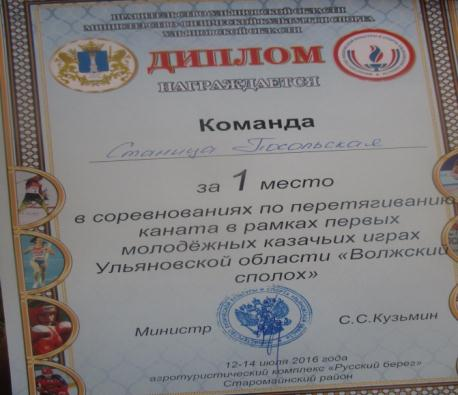 ПРАВИТЕЛЬСТВО УЛЬЯНОВСКОЙ ОБЛАСТИ
МИНИСТЕРСТВО ФИЗИЧЕСКОЙ КУЛЬТУРЫ И СПОРТА
УЛЬЯНОВСКОЙ ОБЛАСТИ
ДИПЛОМ
НАГРАЖДАЕТСЯ
Команда
Станица
за 1 место
в соревнованиях по перетягиванию
каната в рамках первых
молодёжных казачьих играх
Ульяновской области «Волжский
сполох»
Министр С.С.Кузьмин
12-14 июля 2016 года
агротуристический комплекс «Русский берег»
Старомайнский район